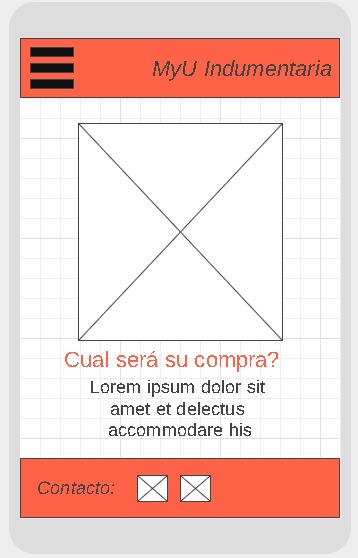 MyU Indumentaria
Cual será su compra?
Lorem ipsum dolor sit
amet et delectus
accommodare his
Contacto: